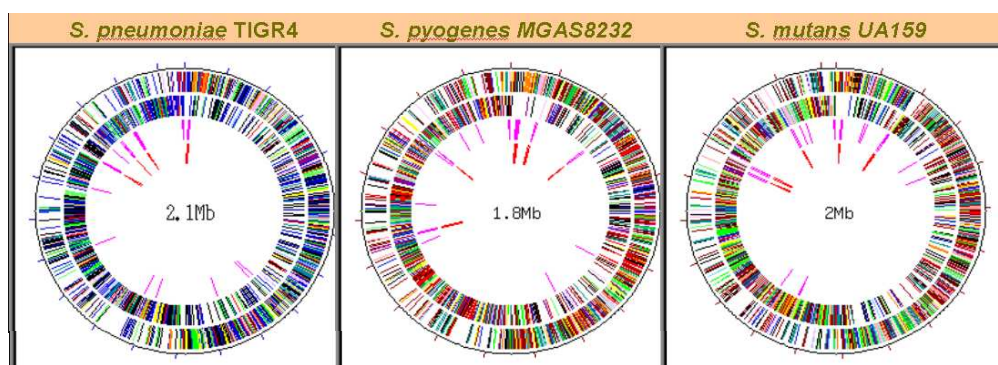 S. pneumoniae TIGR4
S. pyogenes MGAS8232
S. mutans UA159
2.1Mb
1.8Mb
2Mb